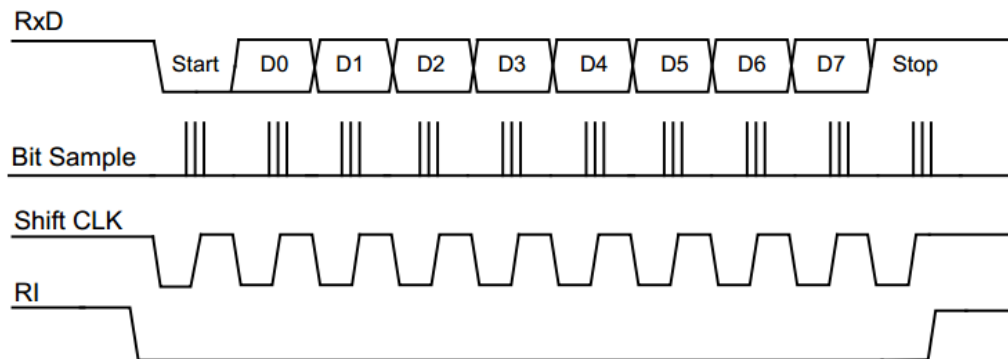 RxD
Start D0 D1 D2 D3 D4 D5 D6 D7 Stop
Bit Sample
Shift CLK
RI